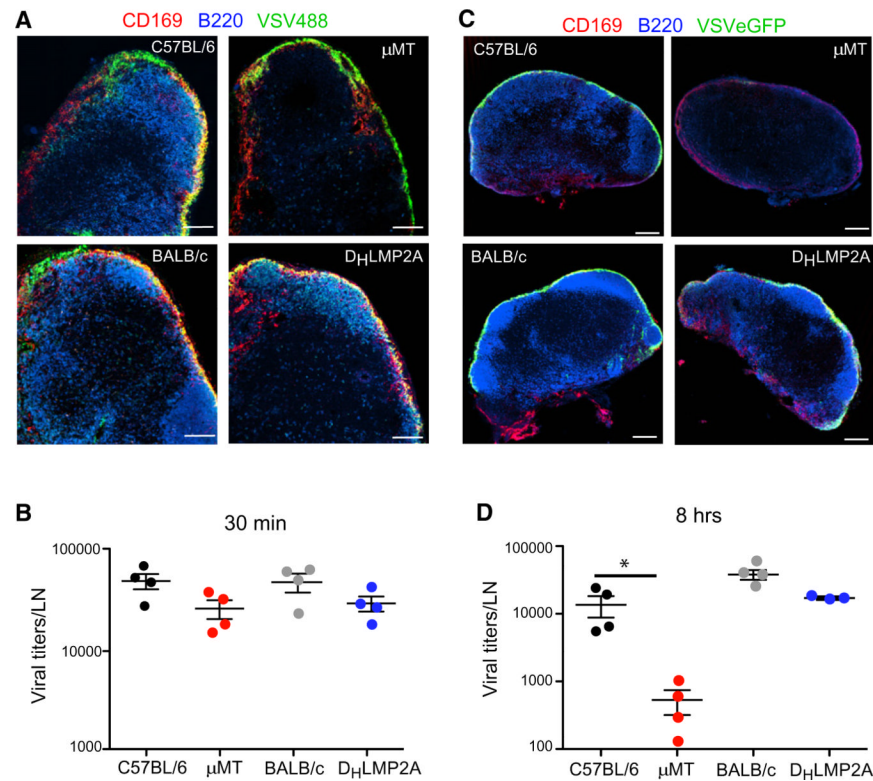 A
CD169 B220 VSV488
C57BL/6
μMT
BALB/c
DHLMP2A
C
CD169 B220 VSVeGFP
C57BL/6
μMT
BALB/c
DHLMP2A
B
30 min
Viral titers/LN
100000
10000
1000
C57BL/6 μMT BALB/c DHLMP2A
D
8 hrs
Viral titers/LN
100000
10000
1000
100
*
C57BL/6 μMT BALB/c DHLMP2A